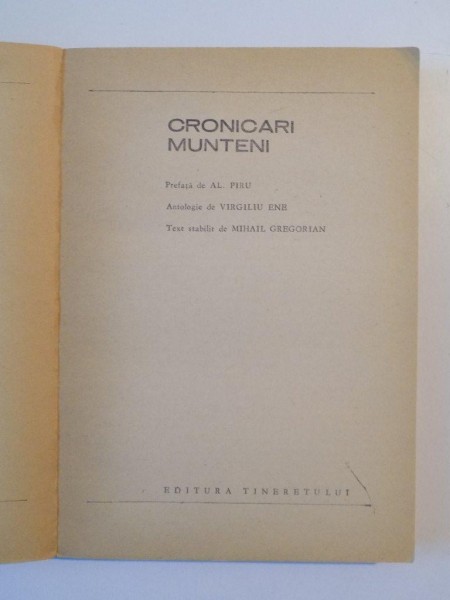 CRONICARI
MUNTENI
Prefață de AL. PIRU
Antologie de VIRGILIU ENE
Text stabilit de MIHAIL GREGORIAN
EDITURA TINERETULUI